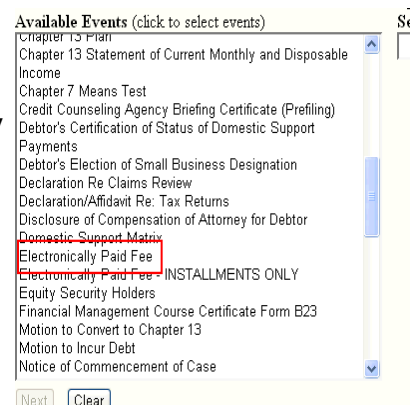 Available Events (click to select events)
Se
Chapter 13 Plan
Chapter 13 Statement of Current Monthly and Disposable
Income
Chapter 7 Means Test
Credit Counseling Agency Briefing Certificate (Prefiling)
Debtor's Certification of Status of Domestic Support
Payments
Debtor's Election of Small Business Designation
Declaration Re Claims Review
Declaration/Affidavit Re: Tax Returns
Disclosure of Compensation of Attorney for Debtor
Domestic Support Matrix
Electronically Paid Fee
Electronically Paid Fee - INSTALLMENTS ONLY
Equity Security Holders
Financial Management Course Certificate Form B23
Motion to Convert to Chapter 13
Motion to Incur Debt
Notice of Commencement of Case
Next Clear